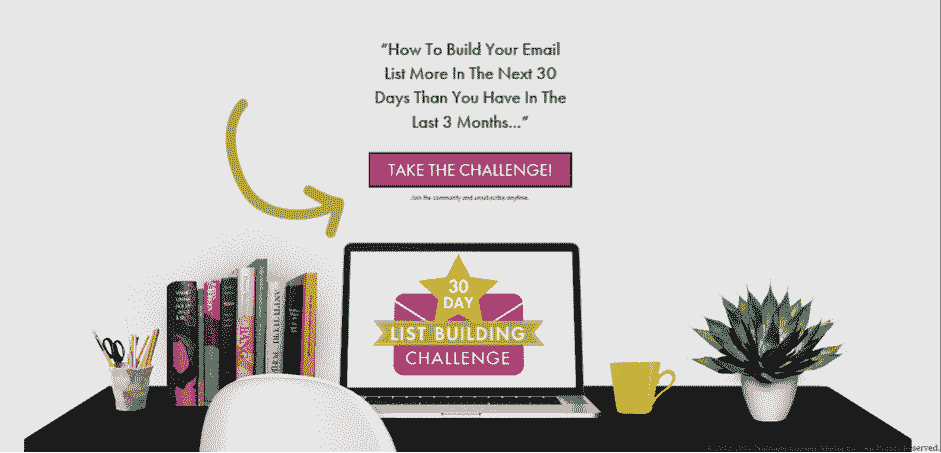 “How To Build Your Email
List More In The Next 30
Days Than You Have In The
Last 3 Months...”
TAKE THE CHALLENGE!
Join the community and unsubscribe anytime.
30
DAY
LIST BUILDING
CHALLENGE
Reserved.